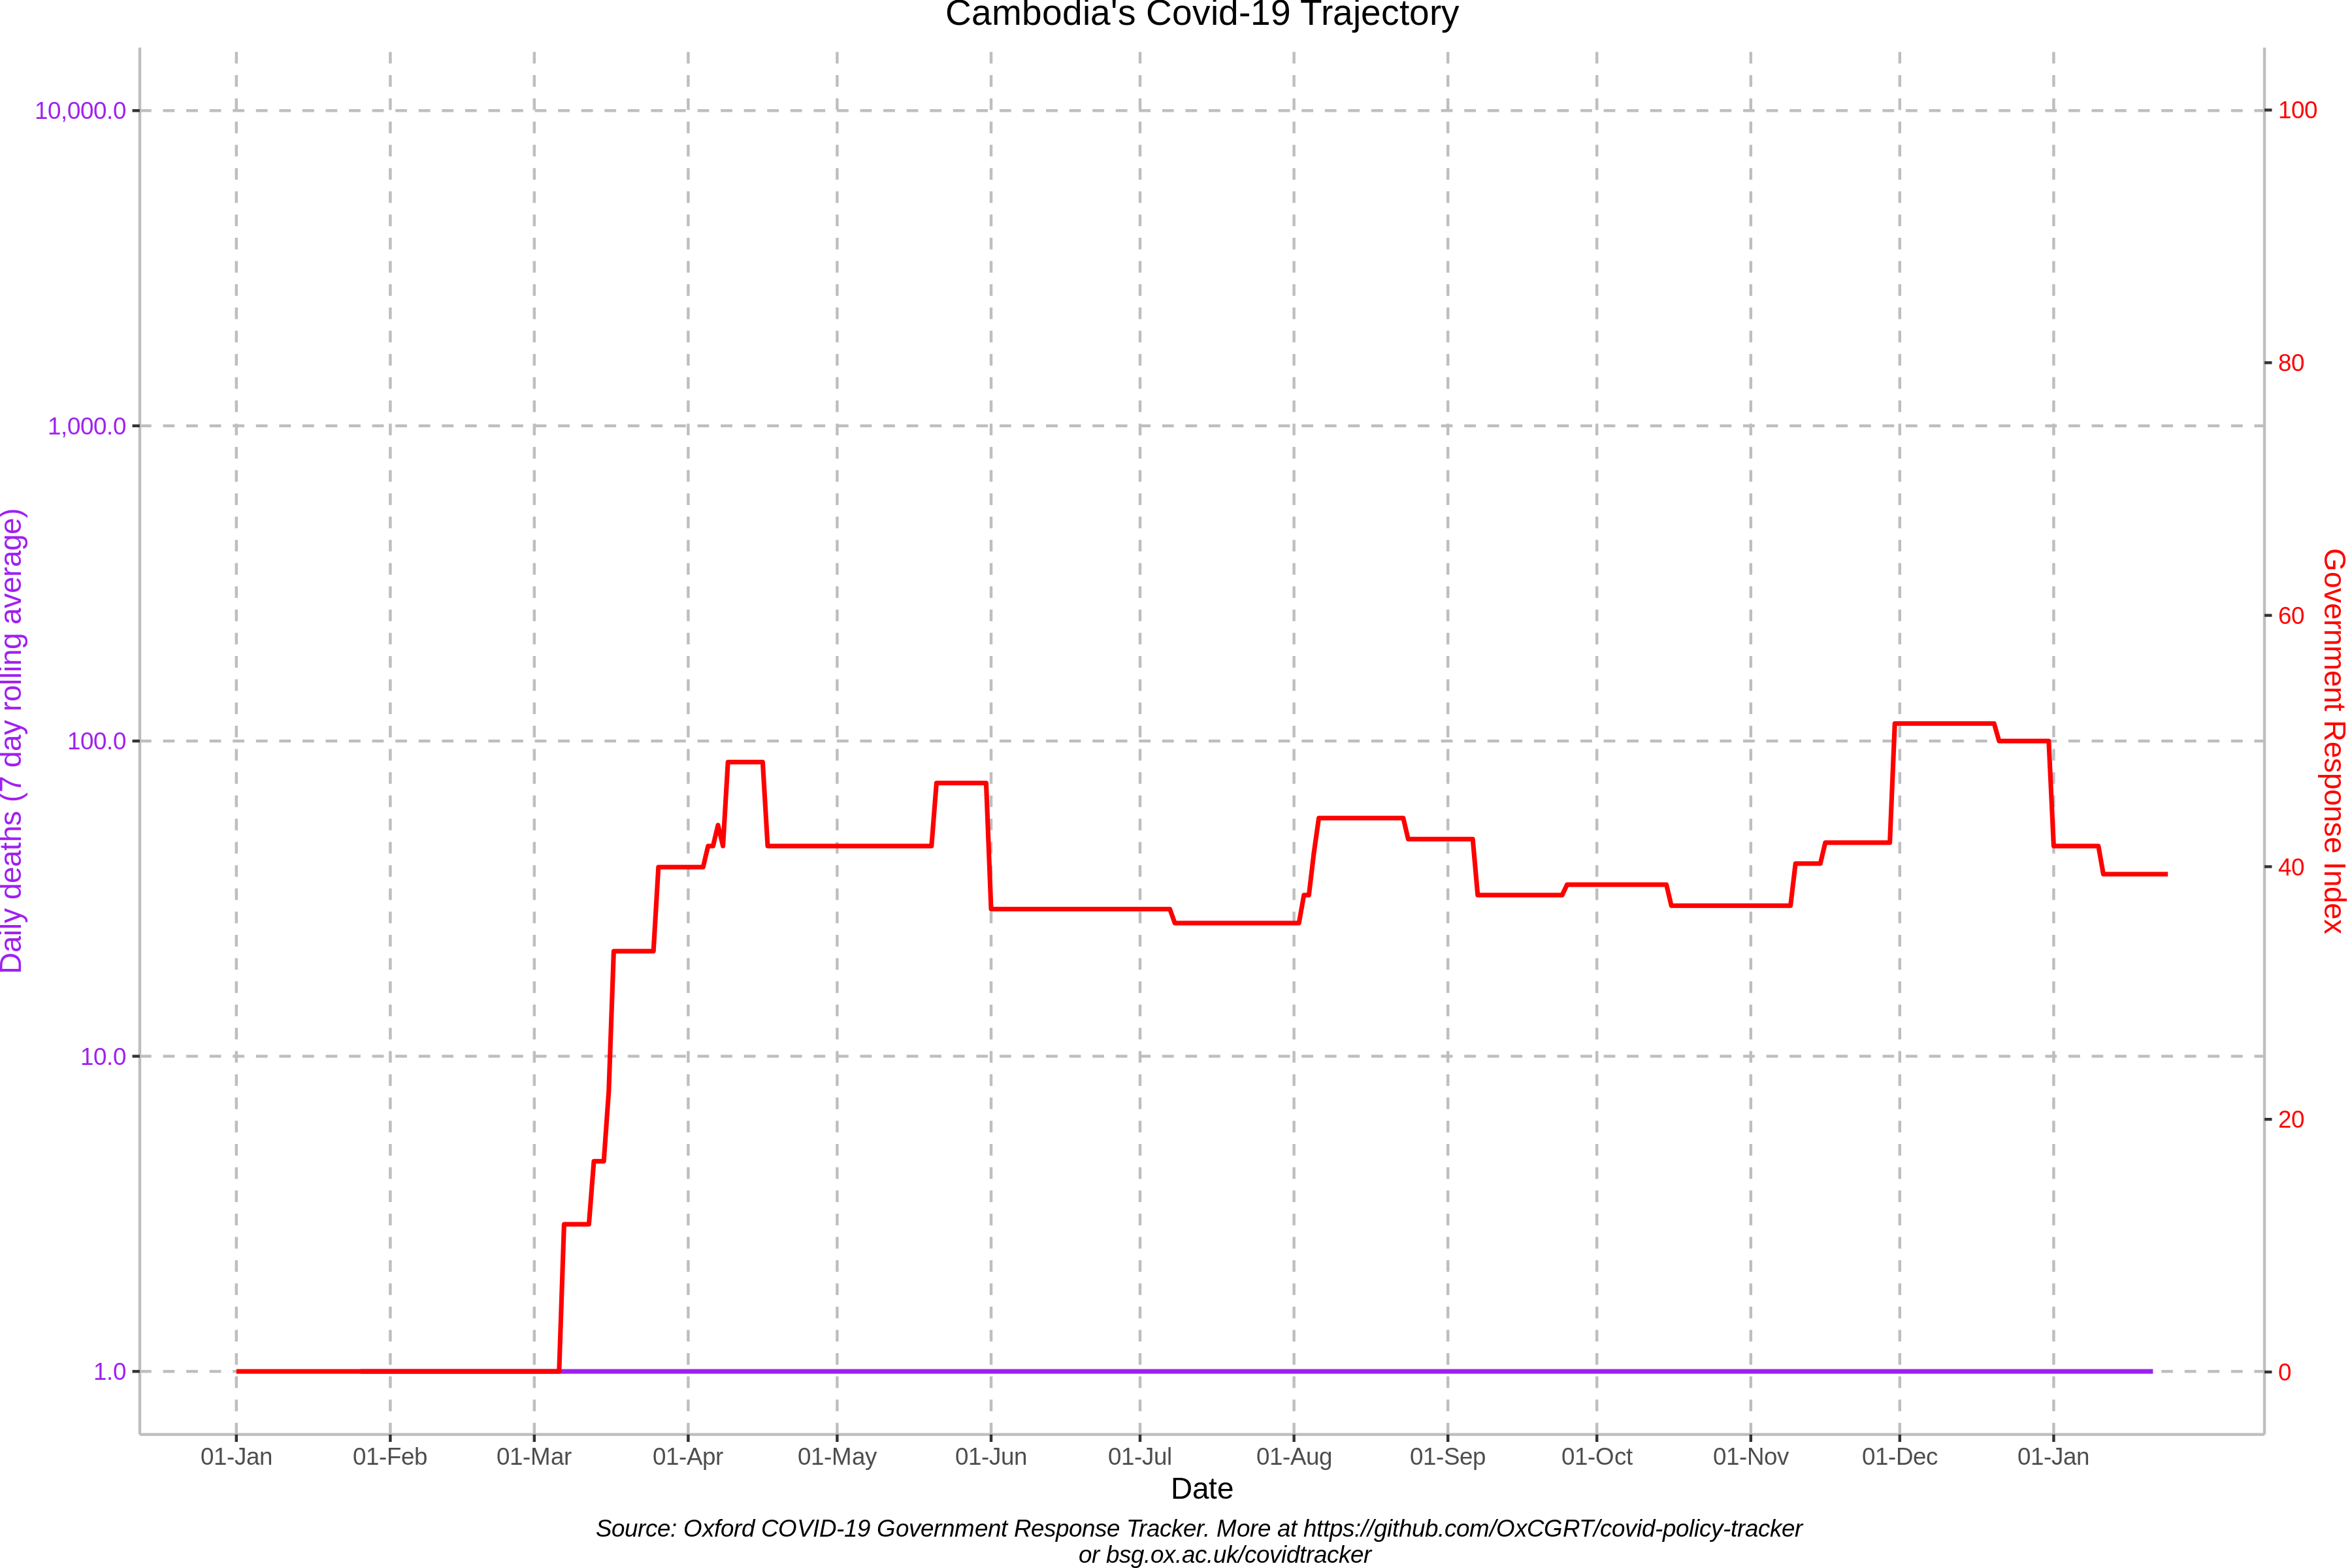 Cambodia's Covid-19 Trajectory
10,000.0
1,000.0
100.0
10.0
1.0
Daily deaths (7 day rolling average)
100
80
60
40
20
0
Government Response Index
01-Jan 01-Feb 01-Mar 01-Apr 01-May 01-Jun 01-Jul 01-Aug 01-Sep 01-Oct 01-Nov 01-Dec 01-Jan
Date
Source: Oxford COVID-19 Government Response Tracker. More at https://github.com/OxCGRT/covid-policy-tracker
or bsg.ox.ac.uk/covidtracker